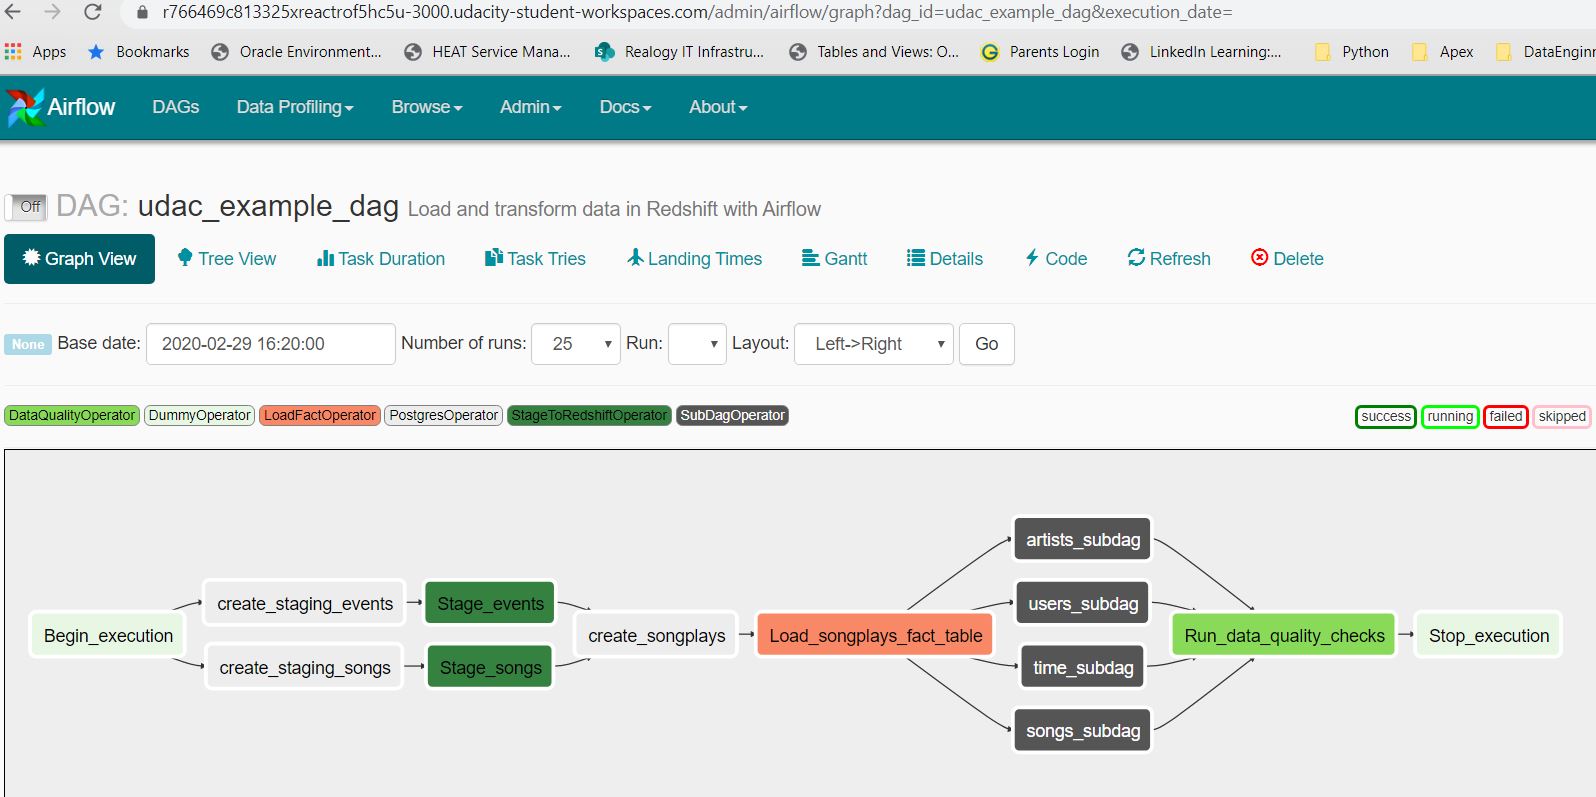 r766469c813325xreactrof5hc5u-3000.udacity-student-workspaces.com/admin/airflow/graph?dag_id=udac_example_dag&execution_date=
Apps Bookmarks Oracle Environment... HEAT Service Mana... Realogy IT Infrastru... Tables and Views: O... Parents Login LinkedIn Learning:... Python Apex DataEnginr
Airflow DAGs Data Profiling Browse Admin Docs About
Off DAG: udac_example_dag Load and transform data in Redshift with Airflow
Graph View Tree View Task Duration Task Tries Landing Times Gantt Details Code Refresh Delete
None Base date: 2020-02-29 16:20:00 Number of runs: 25 Run: Layout: Left->Right Go
DataQualityOperator DummyOperator LoadFactOperator PostgresOperator StageToRedshiftOperator SubDagOperator success running failed skipped
artists_subdag
create_staging_events Stage_events users_subdag
Begin_execution create_songplays Load_songplays_fact_table Run_data_quality_checks Stop_execution
create_staging_songs Stage_songs time_subdag
songs_subdag